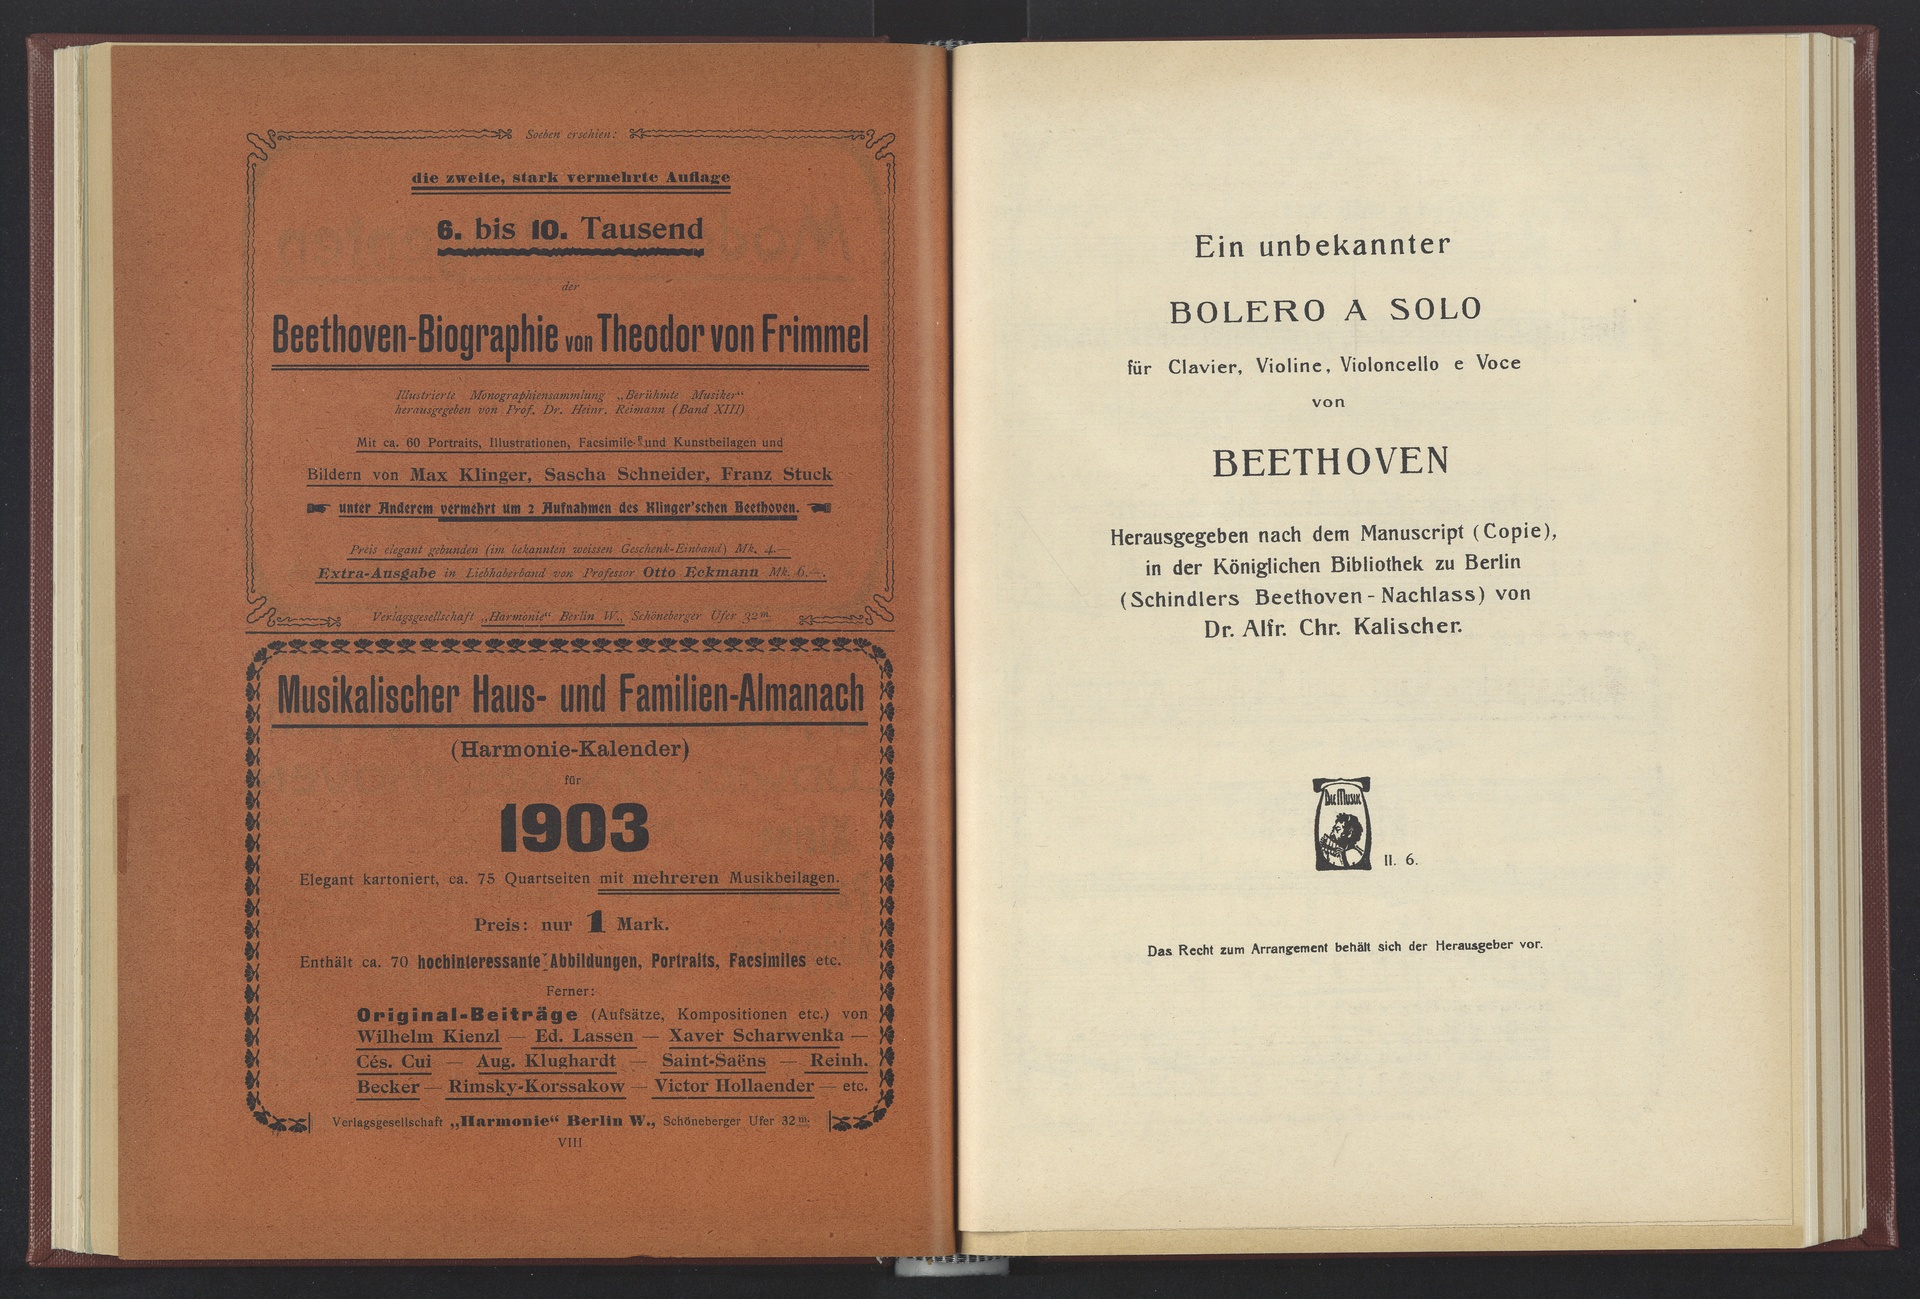 Soeben erschien:
die zweite, stark vermehrte Auflage
6. bis 10. Tausend
der
Beethoven-Biographie von Theodor von Frimmel
Illustrierte Monographiensammlung „Berühmte Musiker“
herausgegeben von Prof. Dr. Heinr. Reimann (Band XIII)
Mit ca. 60 Portraits, Illustrationen, Facsimile- und Kunstbeilagen und
Bildern von Max Klinger, Sascha Schneider, Franz Stuck
unter Anderem vermehrt um 2 Aufnahmen des Klinger'schen Beethoven.
Preis elegant gebunden (im bekannten weissen Geschenk-Einband) Mk. 4.—
Extra-Ausgabe in Liebhaberband von Professor Otto Eckmann Mk. 6.—.
Verlagsgesellschaft „Harmonie“ Berlin W., Schöneberger Ufer 32 m.
Musikalischer Haus- und Familien-Almanach
(Harmonie-Kalender)
für
1903
Elegant kartoniert, ca. 75 Quartseiten mit mehreren Musikbeilagen.
Preis: nur 1 Mark.
Enthält ca. 70 hochinteressante Abbildungen, Portraits, Facsimiles etc.
Ferner:
Original-Beiträge (Aufsätze, Kompositionen etc.) von
Wilhelm Kienzl — Ed. Lassen — Xaver Scharwenka —
Cés. Cui — Aug. Klughardt — Saint-Saëns — Reinh.
Becker — Rimsky-Korssakow — Victor Hollaender — etc.
Verlagsgesellschaft „Harmonie“ Berlin W., Schöneberger Ufer 32 m.
VIII
Ein unbekannter
BOLERO A SOLO
für Clavier, Violine, Violoncello e Voce
von
BEETHOVEN
Herausgegeben nach dem Manuscript (Copie),
in der Königlichen Bibliothek zu Berlin
(Schindlers Beethoven-Nachlass) von
Dr. Alfr. Chr. Kalischer.
DIE MUSIK
II. 6.
Das Recht zum Arrangement behält sich der Herausgeber vor.